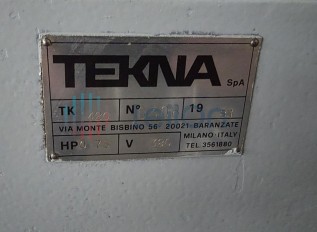 TEKNA SpA
TK N° 19
VIA MONTE BISBINO 56 20021 BARANZATE
HP V MILANO ITALY
TEL. 3561880